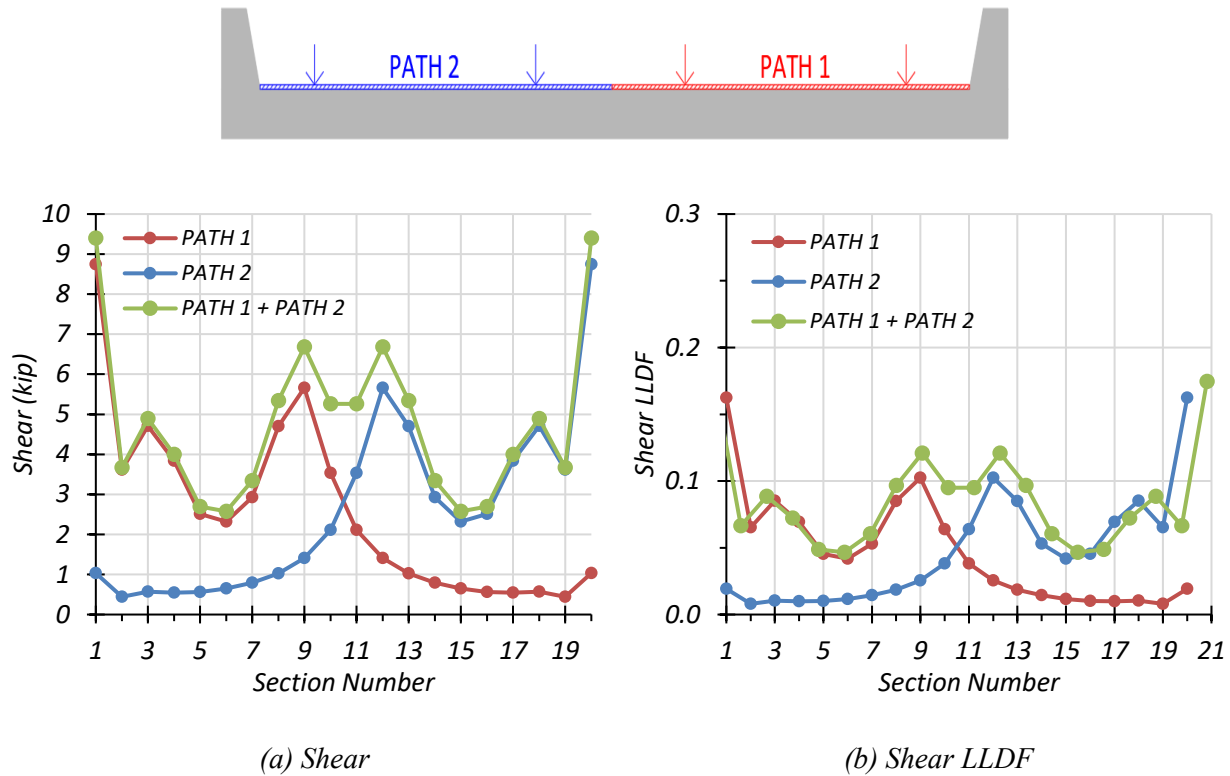 PATH 2
PATH 1
10
9
8
7
6
5
4
3
2
1
0
Shear (kip)
PATH 1
PATH 2
PATH 1 + PATH 2
1 3 5 7 9 11 13 15 17 19
Section Number
(a) Shear
0.3
0.2
0.1
0.0
Shear LLDF
PATH 1
PATH 2
PATH 1 + PATH 2
1 3 5 7 9 11 13 15 17 19 21
Section Number
(b) Shear LLDF